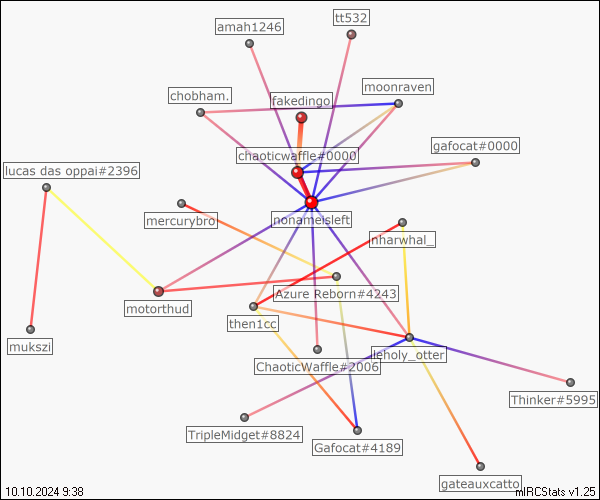 amah1246
tt532
chobham.
fakedingo
moonraven
chaoticwaffle#0000
gafocat#0000
lucas das oppai#2396
mercurybro
nonamesleft
nharwhal_
motorthud
Azure Reborn#4243
then1cc
mukszi
ChaoticWaffle#2006
leholy_otter
Thinker#5995
TripleMidget#8824
Gafocat#4189
gateauxcatto
10.10.2024 9:38
mIRCStats v1.25